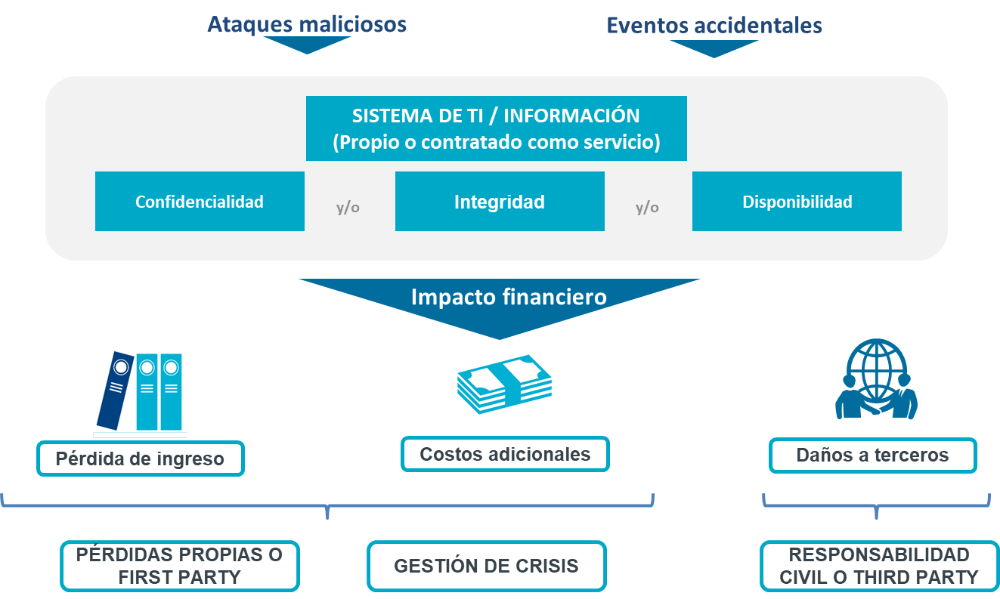 Ataques maliciosos
Eventos accidentales
SISTEMA DE TI / INFORMACIÓN
(Propio o contratado como servicio)
Confidencialidad
y/o
Integridad
y/o
Disponibilidad
Impacto financiero
Pérdida de ingreso
Costos adicionales
Daños a terceros
PÉRDIDAS PROPIAS O
FIRST PARTY
GESTIÓN DE CRISIS
RESPONSABILIDAD
CIVIL O THIRD PARTY